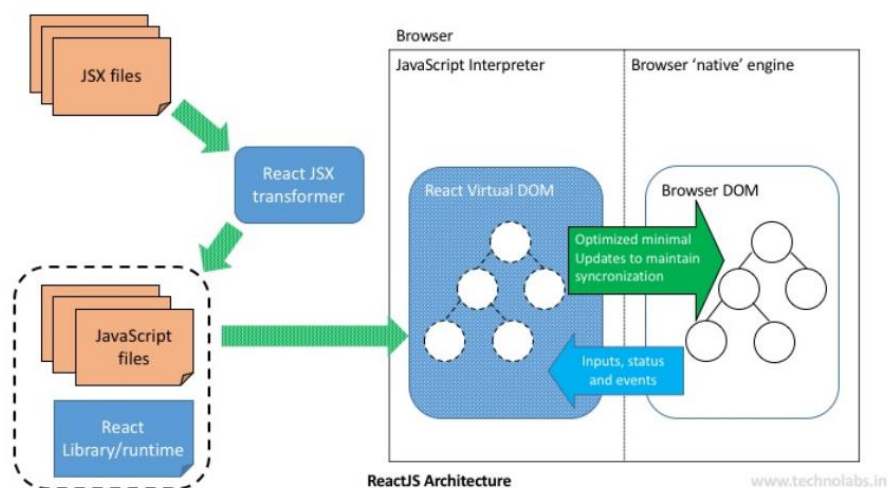 Browser
JSX files
JavaScript Interpreter
Browser ‘native’ engine
React JSX
transformer
React Virtual DOM
Browser DOM
Optimized minimal
Updates to maintain
syncronization
JavaScript
files
Inputs, status
and events
React
Library/runtime
ReactJS Architecture
www.technolabs.in